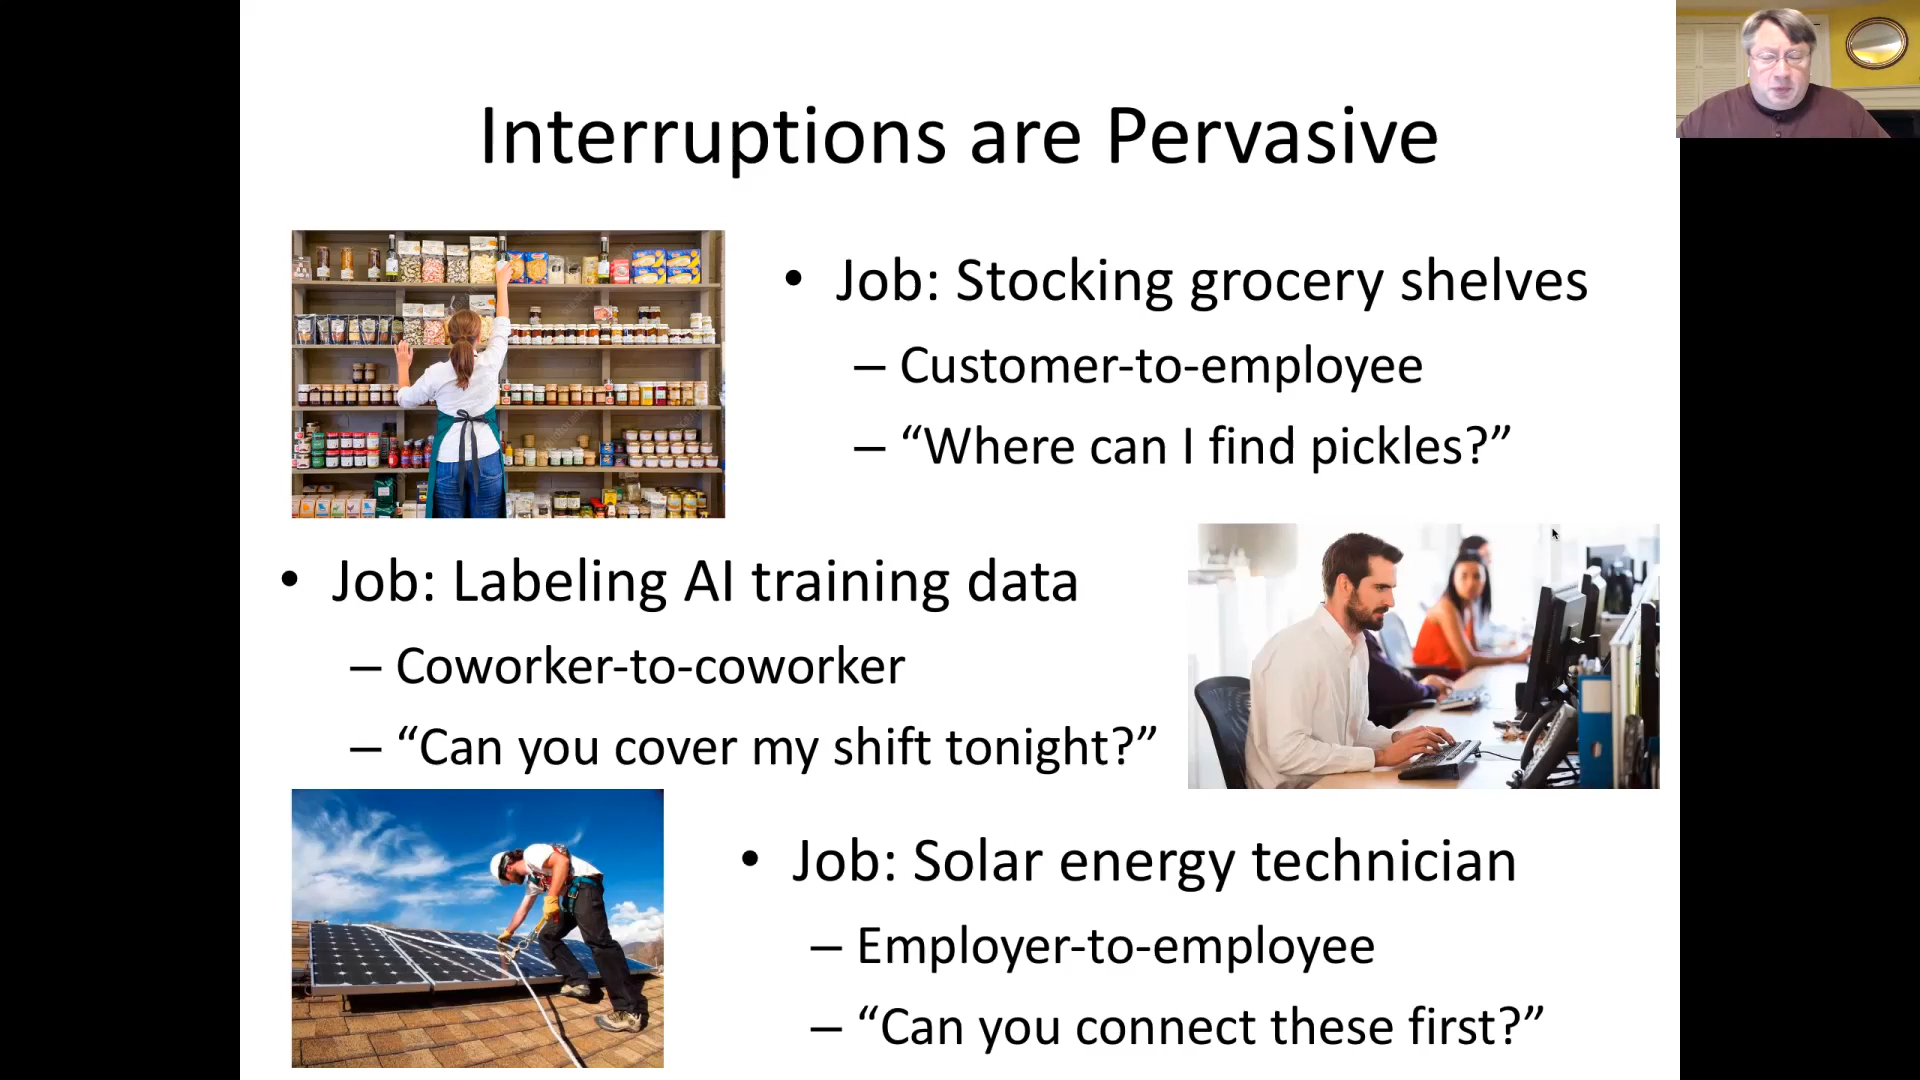 Interruptions are Pervasive
• Job: Stocking grocery shelves
– Customer-to-employee
– “Where can I find pickles?”
• Job: Labeling AI training data
– Coworker-to-coworker
– “Can you cover my shift tonight?”
• Job: Solar energy technician
– Employer-to-employee
– “Can you connect these first?”